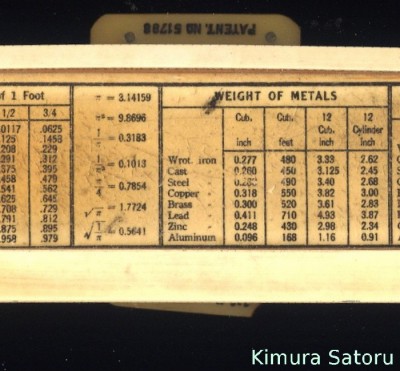 PATENT. No 51788
of 1 Foot
1/2 3/4
.0117 .0625
.125 .1458
.208 .229
.291 .312
.375 .395
.458 .479
.541 .562
.625 .645
.708 .729
.791 .812
.875 .895
.958 .979
π = 3.14159
π² = 9.8696
1/π = 0.3183
= 0.1013
π/4 = 0.7854
√π = 1.7724
√1/π = 0.5641
WEIGHT OF METALS
Cub. inch Cub. feet 12 Cub. inch 12 Cylinder inch
Wrot. iron 0.277 480 3.33 2.62
Cast " 0.260 450 3.125 2.45
Steel " 490 3.40 2.68
Copper " 0.318 550 3.82 3.00
Brass " 0.300 520 3.61 2.83
Lead " 0.411 710 4.93 3.87
Zinc " 0.248 430 2.98 2.34
Aluminum 0.096 168 1.16 0.91
Kimura Satoru